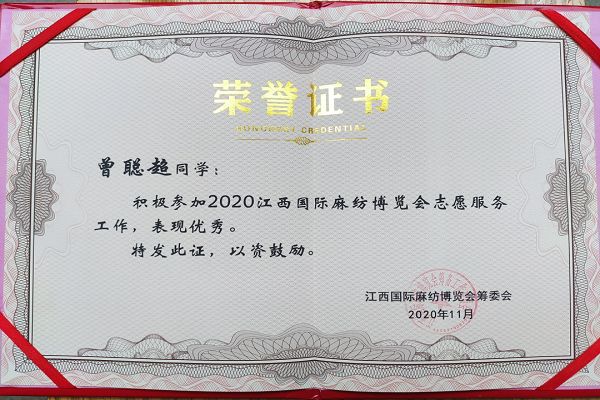 荣誉证书
HONORARY CREDENTIAL
曾聪超同学：
积极参加2020江西国际麻纺博览会志愿服务
工作，表现优秀。
特发此证，以资鼓励。
江西国际麻纺博览会筹委会
2020年11月